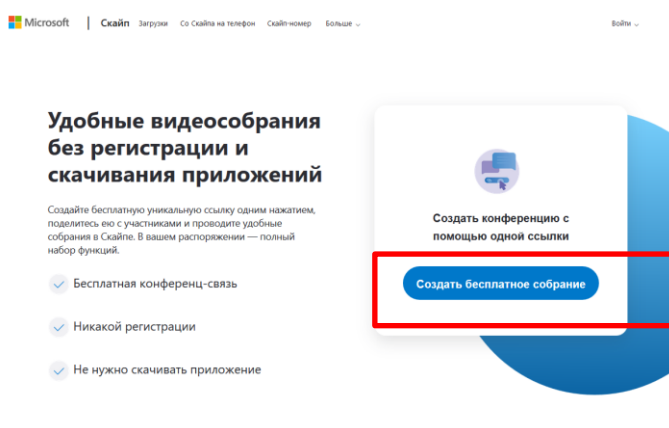 Microsoft | Скайп Загрузки Со Скайпа на телефон Скайп-номер Больше Войти
Удобные видеособрания
без регистрации и
скачивания приложений
Создайте бесплатную уникальную ссылку одним нажатием,
поделитесь ею с участниками и проводите удобные
собрания в Скайпе. В вашем распоряжении — полный
набор функций.
Бесплатная конференц-связь
Никакой регистрации
Не нужно скачивать приложение
Создать конференцию с
помощью одной ссылки
Создать бесплатное собрание